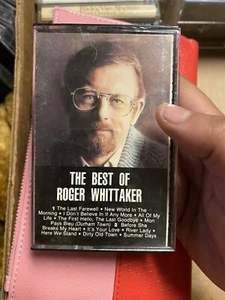 THE BEST OF
ROGER WHITTAKER
1 The Last Farewell • New World In The
Morning • I Don't Believe In If Any More • All Of My
Life • The First Hello, The Last Goodbye • Mon
Pays Bleu (Durham Town) 2 Before She
Breaks My Heart • It's Your Love • River Lady •
Here We Stand • Dirty Old Town • Summer Days